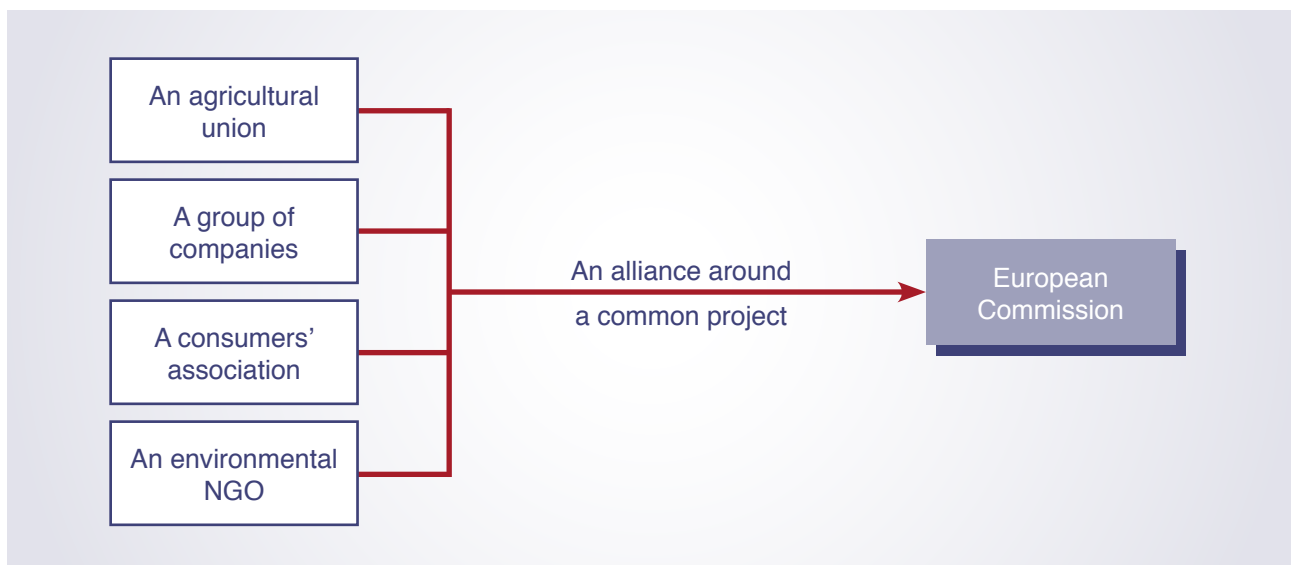 An agricultural
union
A group of
companies
A consumers’
association
An environmental
NGO
An alliance around
a common project
European
Commission